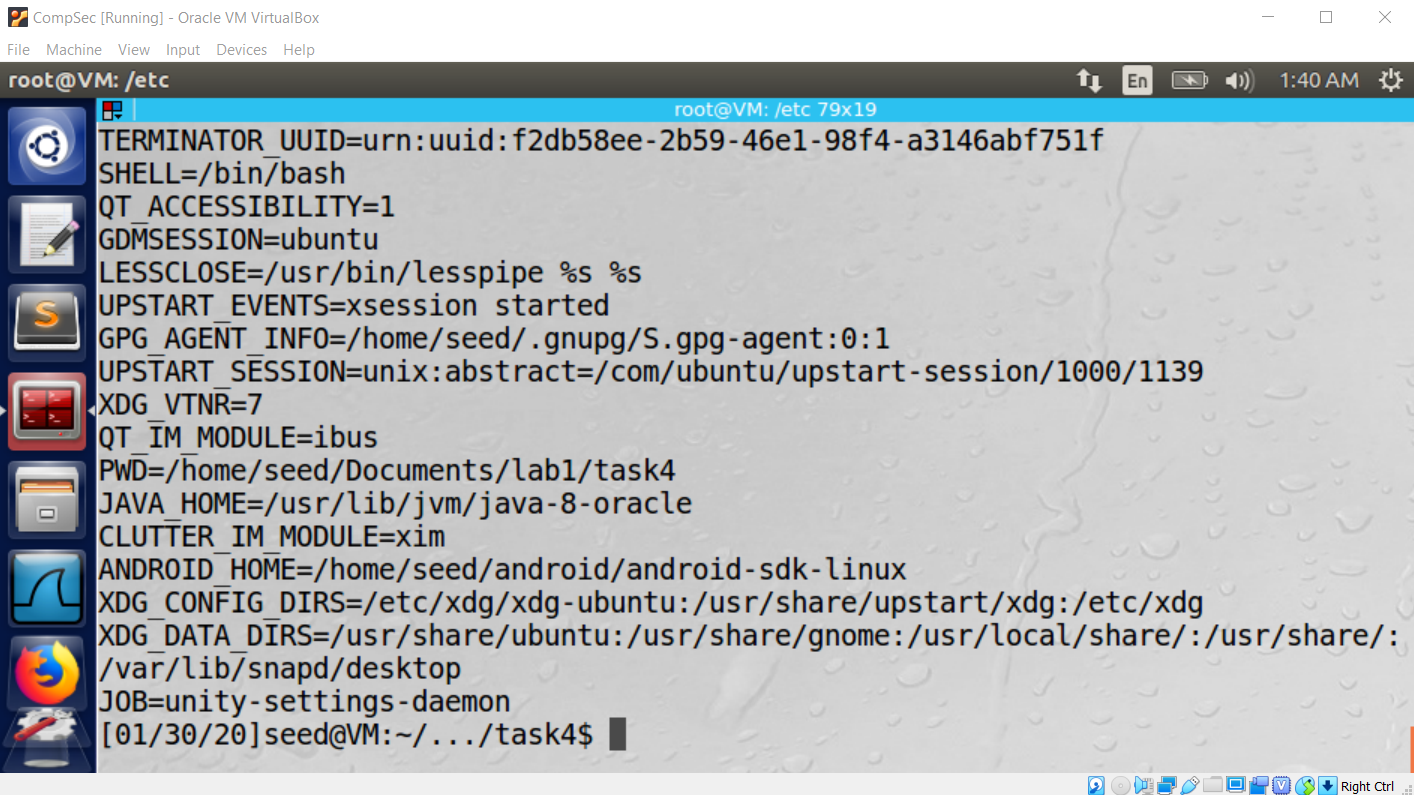 CompSec [Running] - Oracle VM VirtualBox
File Machine View Input Devices Help
root@VM: /etc
En
1:40 AM
root@VM: /etc 79x19
TERMINATOR_UUID=urn:uuid:f2db58ee-2b59-46e1-98f4-a3146abf751f
SHELL=/bin/bash
QT_ACCESSIBILITY=1
GDMSESSION=ubuntu
LESSCLOSE=/usr/bin/lesspipe %s %s
UPSTART_EVENTS=xsession started
GPG_AGENT_INFO=/home/seed/.gnupg/S.gpg-agent:0:1
UPSTART_SESSION=unix:abstract=/com/ubuntu/upstart-session/1000/1139
XDG_VTNR=7
QT_IM_MODULE=ibus
PWD=/home/seed/Documents/lab1/task4
JAVA_HOME=/usr/lib/jvm/java-8-oracle
CLUTTER_IM_MODULE=xim
ANDROID_HOME=/home/seed/android/android-sdk-linux
XDG_CONFIG_DIRS=/etc/xdg/xdg-ubuntu:/usr/share/upstart/xdg:/etc/xdg
XDG_DATA_DIRS=/usr/share/ubuntu:/usr/share/gnome:/usr/local/share/:/usr/share/:
/var/lib/snapd/desktop
JOB=unity-settings-daemon
[01/30/20]seed@VM:~/.../task4$
Right Ctrl